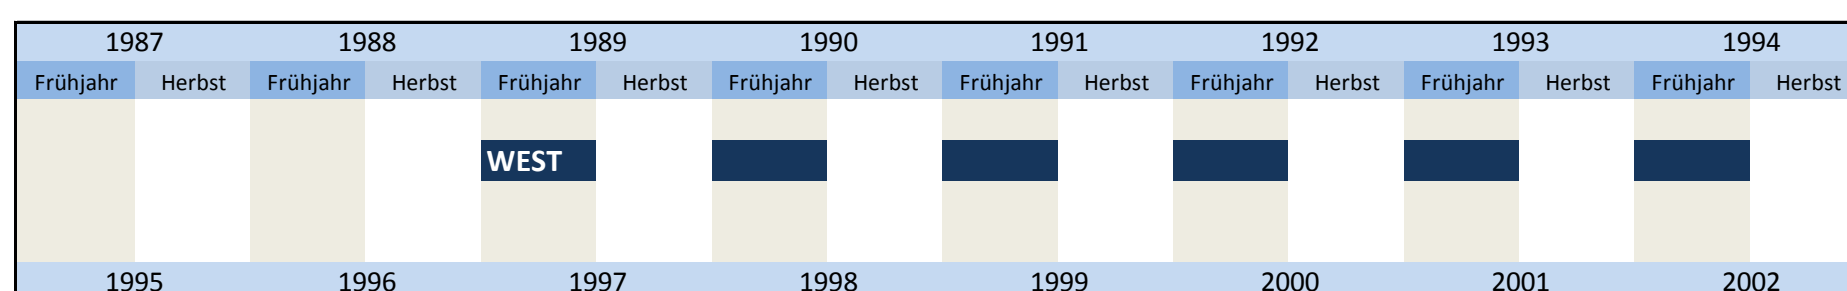 1987 1988 1989 1990 1991 1992 1993 1994
Frühjahr Herbst Frühjahr Herbst Frühjahr Herbst Frühjahr Herbst Frühjahr Herbst Frühjahr Herbst Frühjahr Herbst Frühjahr Herbst
WEST
1995 1996 1997 1998 1999 2000 2001 2002